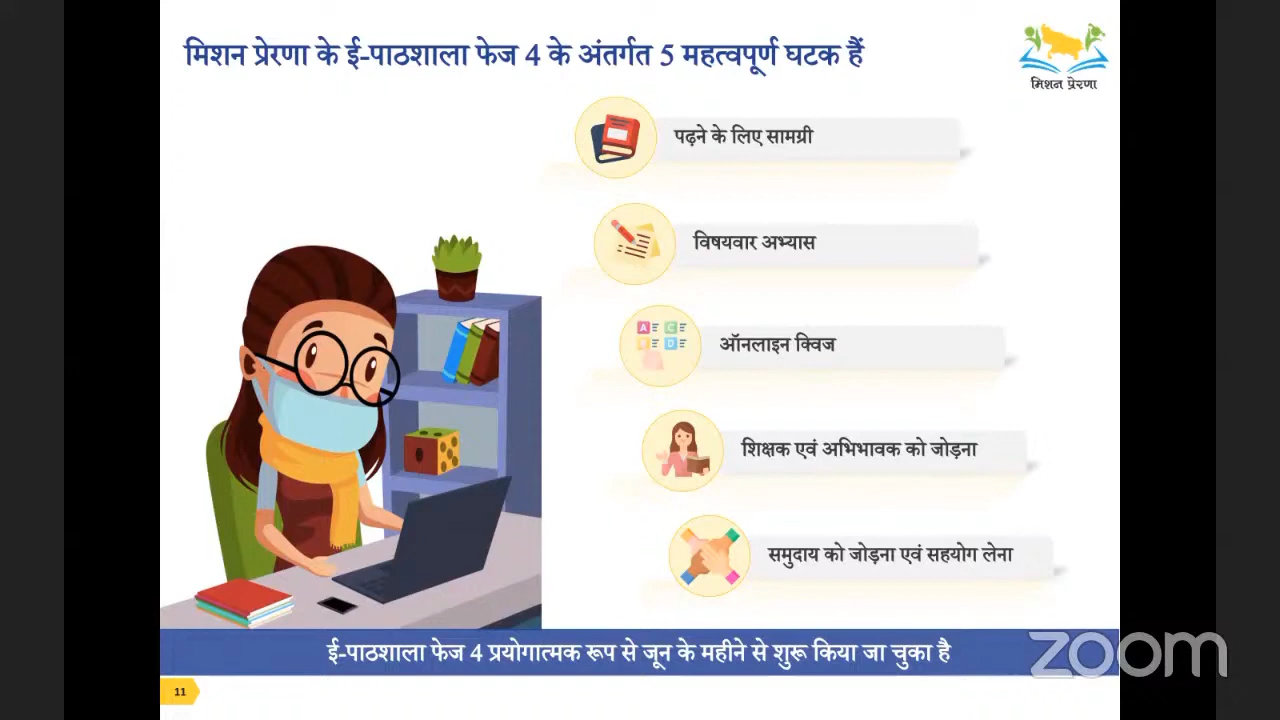 मिशन प्रेरणा के ई-पाठशाला फेज 4 के अंतर्गत 5 महत्वपूर्ण घटक हैं
मिशन प्रेरणा
पढ़ने के लिए सामग्री
विषयवार अभ्यास
A
C
D
ऑनलाइन क्विज
शिक्षक एवं अभिभावक को जोड़ना
समुदाय को जोड़ना एवं सहयोग लेना
ई-पाठशाला फेज 4 प्रयोगात्मक रूप से जून के महीने से शुरू किया जा चुका है
zoom
11